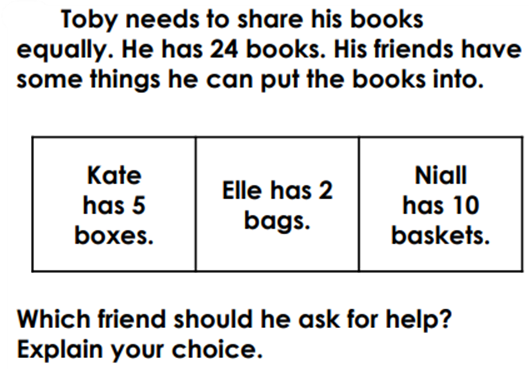 Toby needs to share his books
equally. He has 24 books. His friends have
some things he can put the books into.
Kate
has 5
boxes.
Elle has 2
bags.
Niall
has 10
baskets.
Which friend should he ask for help?
Explain your choice.